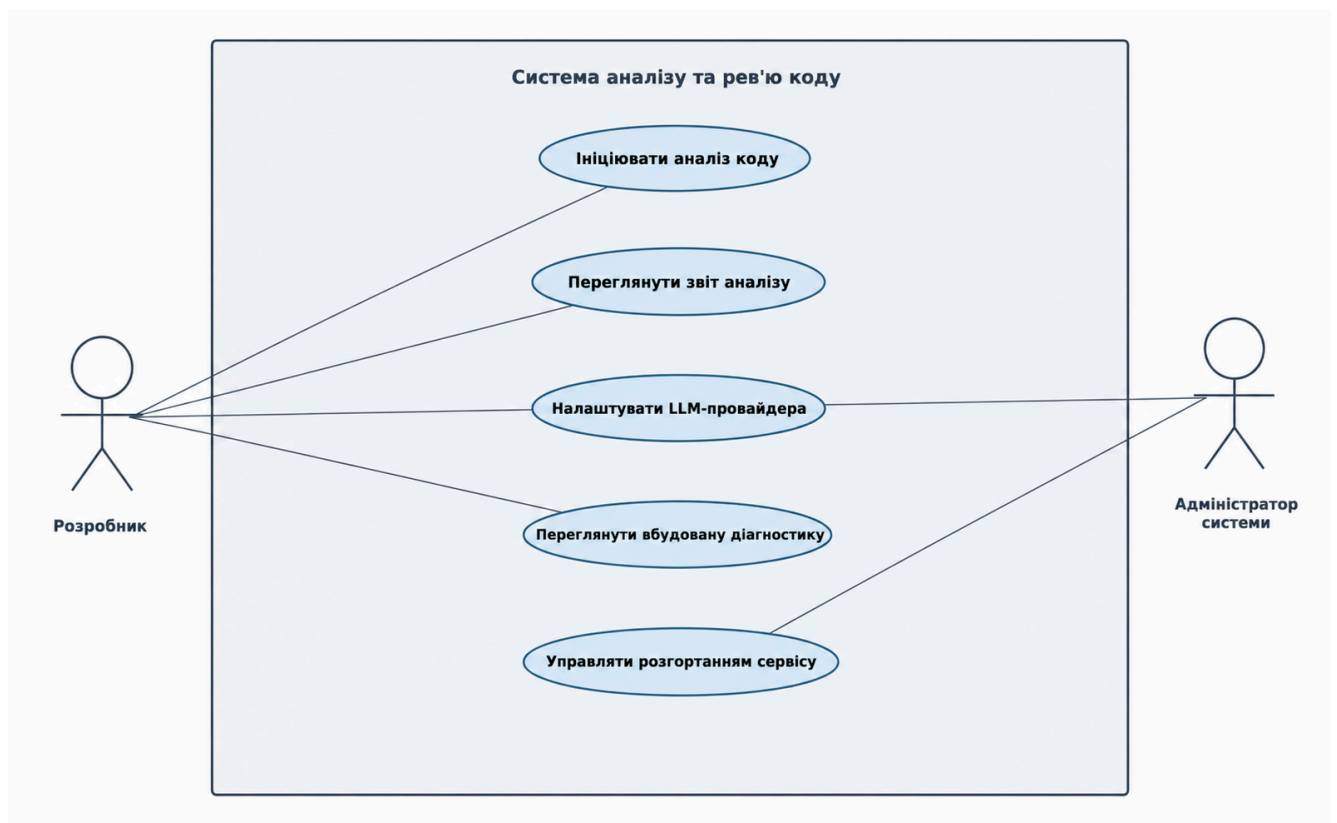 Система аналізу та рев'ю коду
Ініціювати аналіз коду
Переглянути звіт аналізу
Налаштувати LLM-провайдера
Переглянути вбудовану діагностику
Управляти розгортанням сервісу
Розробник
Адміністратор
системи